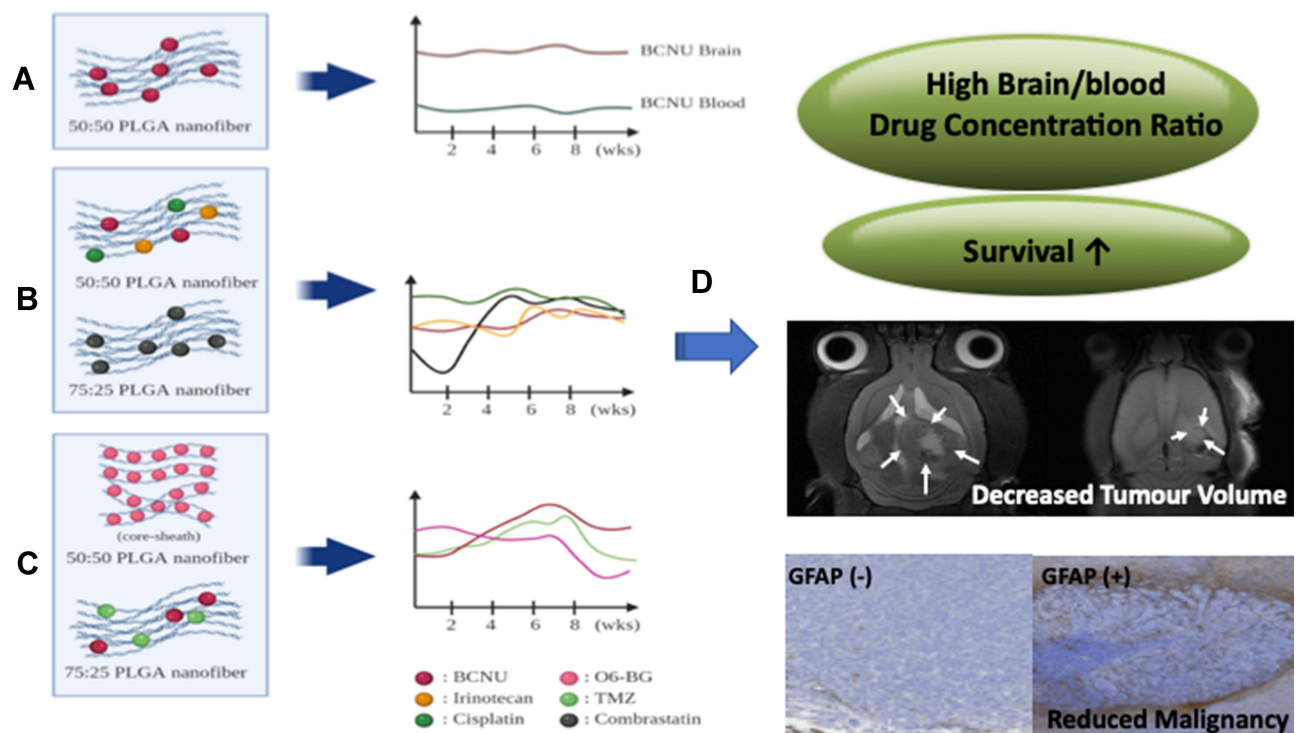 A
50:50 PLGA nanofiber
BCNU Brain
BCNU Blood
2 4 6 8 (wks)
B
50:50 PLGA nanofiber
75:25 PLGA nanofiber
2 4 6 8 (wks)
C
(core-sheath)
50:50 PLGA nanofiber
75:25 PLGA nanofiber
2 4 6 8 (wks)
: BCNU
: O6-BG
: Irinotecan
: TMZ
: Cisplatin
: Combrastatin
D
High Brain/blood
Drug Concentration Ratio
Survival ↑
Decreased Tumour Volume
GFAP (-)
GFAP (+)
Reduced Malignancy